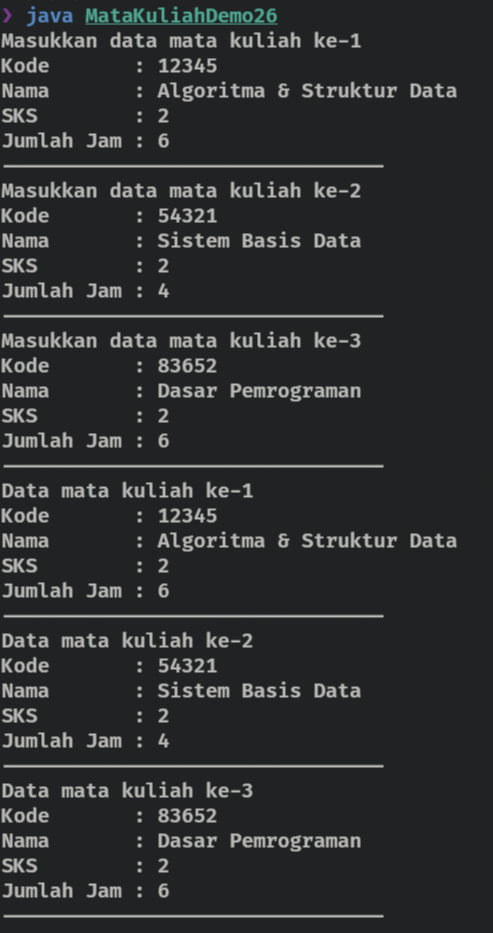 ❯ java MataKuliahDemo26
Masukkan data mata kuliah ke-1
Kode       : 12345
Nama       : Algoritma & Struktur Data
SKS        : 2
Jumlah Jam : 6
--------------------------------
Masukkan data mata kuliah ke-2
Kode       : 54321
Nama       : Sistem Basis Data
SKS        : 2
Jumlah Jam : 4
--------------------------------
Masukkan data mata kuliah ke-3
Kode       : 83652
Nama       : Dasar Pemrograman
SKS        : 2
Jumlah Jam : 6
--------------------------------
Data mata kuliah ke-1
Kode       : 12345
Nama       : Algoritma & Struktur Data
SKS        : 2
Jumlah Jam : 6
--------------------------------
Data mata kuliah ke-2
Kode       : 54321
Nama       : Sistem Basis Data
SKS        : 2
Jumlah Jam : 4
--------------------------------
Data mata kuliah ke-3
Kode       : 83652
Nama       : Dasar Pemrograman
SKS        : 2
Jumlah Jam : 6
--------------------------------